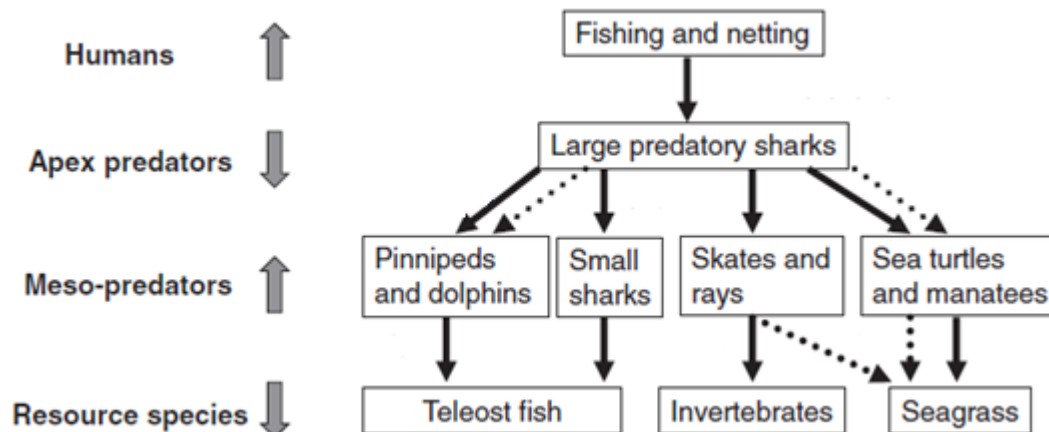 Humans
Fishing and netting
Apex predators
Large predatory sharks
Meso-predators
Pinnipeds
and dolphins
Small
sharks
Skates and
rays
Sea turtles
and manatees
Resource species
Teleost fish
Invertebrates
Seagrass